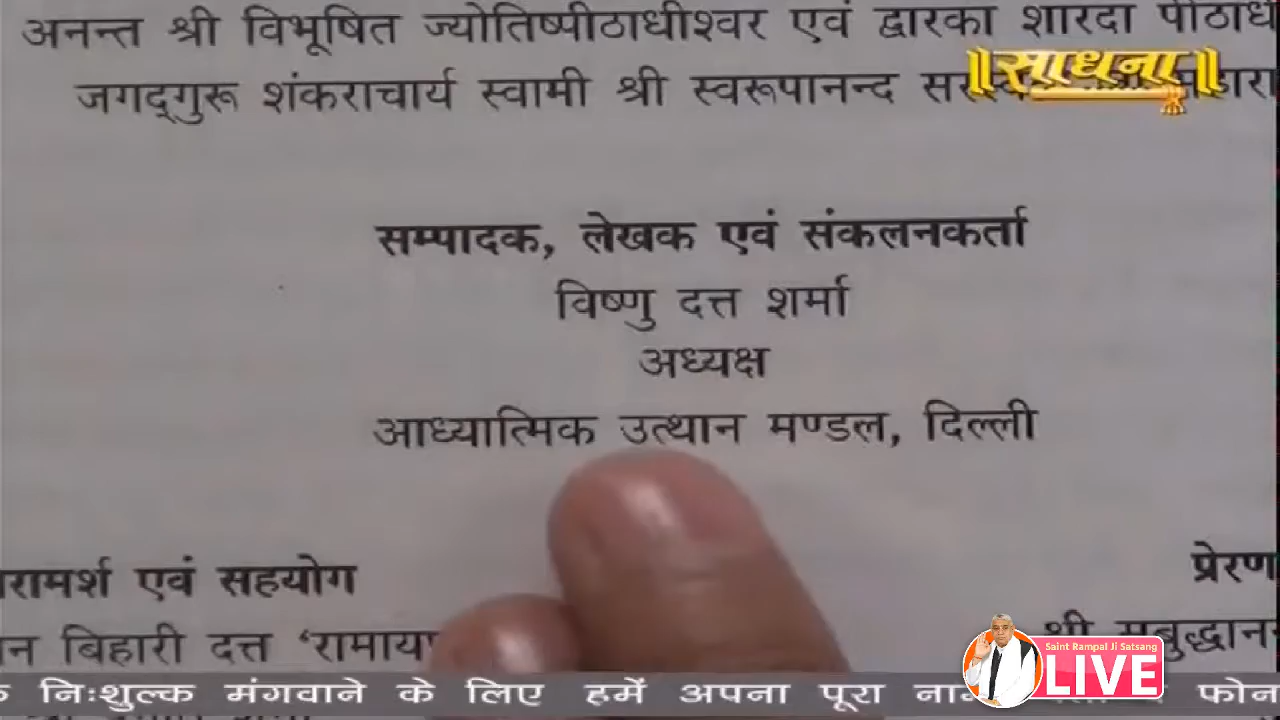 अनन्त श्री विभूषित ज्योतिष्पीठाधीश्वर एवं द्वारका शारदा
जगद्गुरू शंकराचार्य स्वामी श्री स्वरूपानन्द
॥साधना॥
सम्पादक, लेखक एवं संकलनकर्ता
विष्णु दत्त शर्मा
अध्यक्ष
आध्यात्मिक उत्थान मण्डल, दिल्ली
एवं सहयोग
बिहारी दत्त
श्री
Saint Rampal Ji Satsang
LIVE
निःशुल्क मंगवाने के लिए हमें अपना पूरा